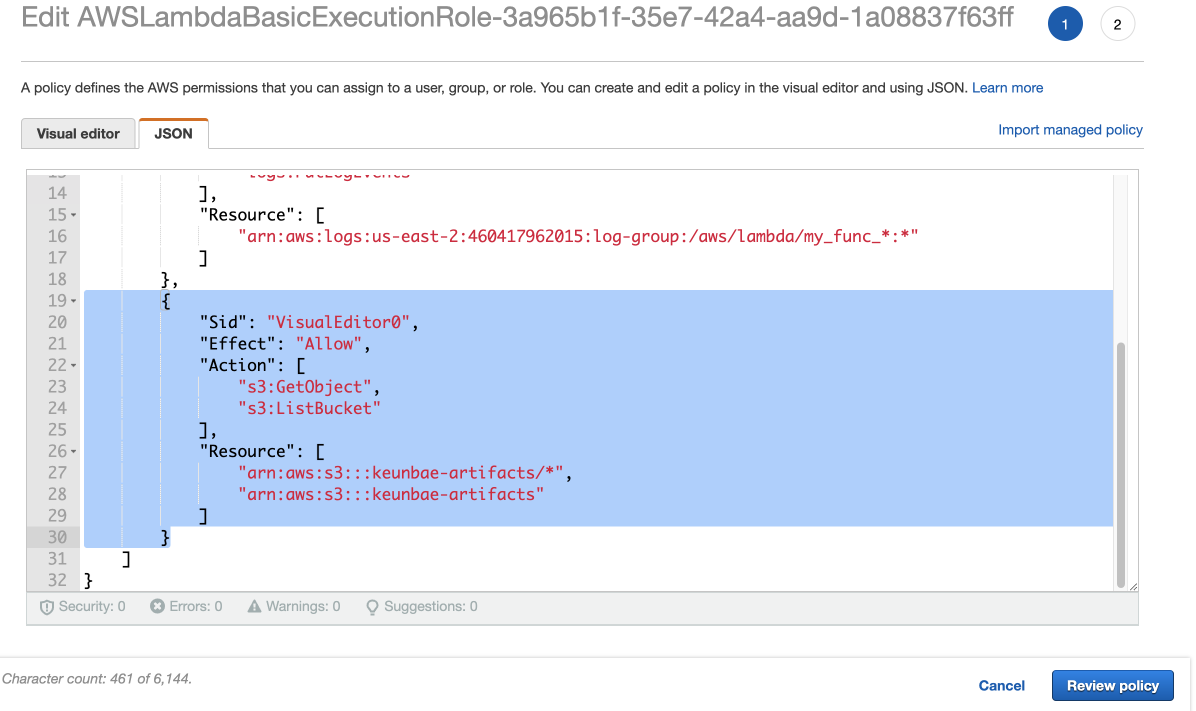 Edit AWSLambdaBasicExecutionRole-3a965b1f-35e7-42a4-aa9d-1a08837f63ff 1 2
A policy defines the AWS permissions that you can assign to a user, group, or role. You can create and edit a policy in the visual editor and using JSON. Learn more
Visual editor JSON Import managed policy
14 ],
15 "Resource": [
16 "arn:aws:logs:us-east-2:460417962015:log-group:/aws/lambda/my_func_*:*"
17 ]
18 },
19 {
20 "Sid": "VisualEditor0",
21 "Effect": "Allow",
22 "Action": [
23 "s3:GetObject",
24 "s3:ListBucket"
25 ],
26 "Resource": [
27 "arn:aws:s3:::keunbae-artifacts/*",
28 "arn:aws:s3:::keunbae-artifacts"
29 ]
30 }
31 ]
32 }
Security: 0 Errors: 0 Warnings: 0 Suggestions: 0
Character count: 461 of 6,144.
Cancel Review policy